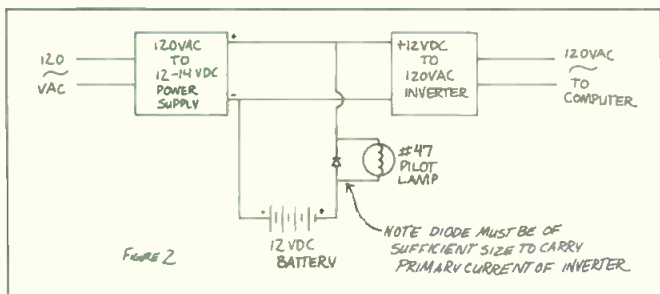 120
VAC
120VAC
TO
12-14 VDC
POWER
SUPPLY
+
-
+12VDC
TO
120VAC
INVERTER
120VAC
TO
COMPUTER
#47
PILOT
LAMP
- +
12 VDC
BATTERY
NOTE DIODE MUST BE OF
SUFFICIENT SIZE TO CARRY
PRIMARY CURRENT OF INVERTER
FIGURE 2